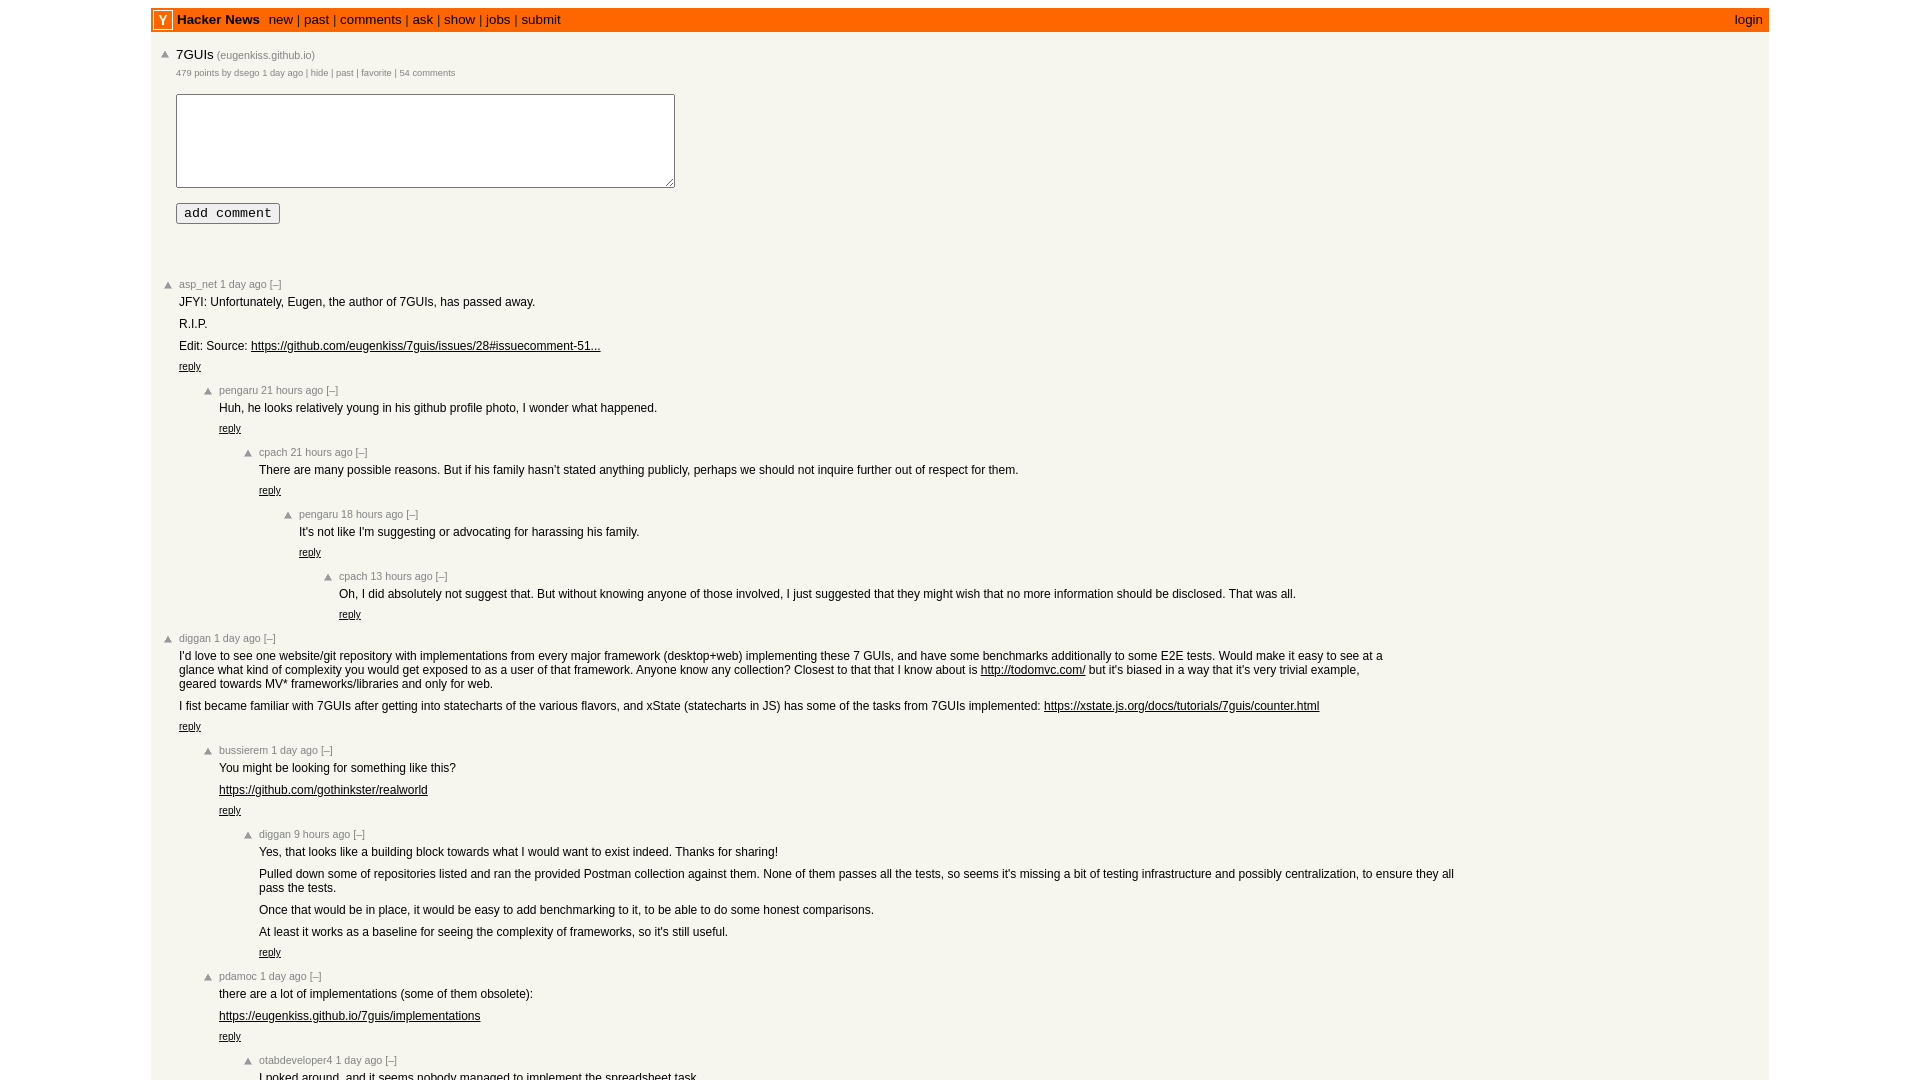 Y Hacker News new | past | comments | ask | show | jobs | submit login
7GUIs (eugenkiss.github.io)
479 points by dsego 1 day ago | hide | past | favorite | 54 comments
add comment
asp_net 1 day ago [–]
JFYI: Unfortunately, Eugen, the author of 7GUIs, has passed away.
R.I.P.
Edit: Source: https://github.com/eugenkiss/7guis/issues/28#issuecomment-51...
reply
pengaru 21 hours ago [–]
Huh, he looks relatively young in his github profile photo, I wonder what happened.
reply
cpach 21 hours ago [–]
There are many possible reasons. But if his family hasn’t stated anything publicly, perhaps we should not inquire further out of respect for them.
reply
pengaru 18 hours ago [–]
It's not like I'm suggesting or advocating for harassing his family.
reply
cpach 13 hours ago [–]
Oh, I did absolutely not suggest that. But without knowing anyone of those involved, I just suggested that they might wish that no more information should be disclosed. That was all.
reply
diggan 1 day ago [–]
I'd love to see one website/git repository with implementations from every major framework (desktop+web) implementing these 7 GUIs, and have some benchmarks additionally to some E2E tests. Would make it easy to see at a
glance what kind of complexity you would get exposed to as a user of that framework. Anyone know any collection? Closest to that that I know about is http://todomvc.com/ but it's biased in a way that it's very trivial example,
geared towards MV* frameworks/libraries and only for web.
I fist became familiar with 7GUIs after getting into statecharts of the various flavors, and xState (statecharts in JS) has some of the tasks from 7GUIs implemented: https://xstate.js.org/docs/tutorials/7guis/counter.html
reply
bussierem 1 day ago [–]
You might be looking for something like this?
https://github.com/gothinkster/realworld
reply
diggan 9 hours ago [–]
Yes, that looks like a building block towards what I would want to exist indeed. Thanks for sharing!
Pulled down some of repositories listed and ran the provided Postman collection against them. None of them passes all the tests, so seems it's missing a bit of testing infrastructure and possibly centralization, to ensure they all
pass the tests.
Once that would be in place, it would be easy to add benchmarking to it, to be able to do some honest comparisons.
At least it works as a baseline for seeing the complexity of frameworks, so it's still useful.
reply
pdamoc 1 day ago [–]
there are a lot of implementations (some of them obsolete):
https://eugenkiss.github.io/7guis/implementations
reply
otabdeveloper4 1 day ago [–]
I poked around, and it seems nobody managed to implement the spreadsheet task.